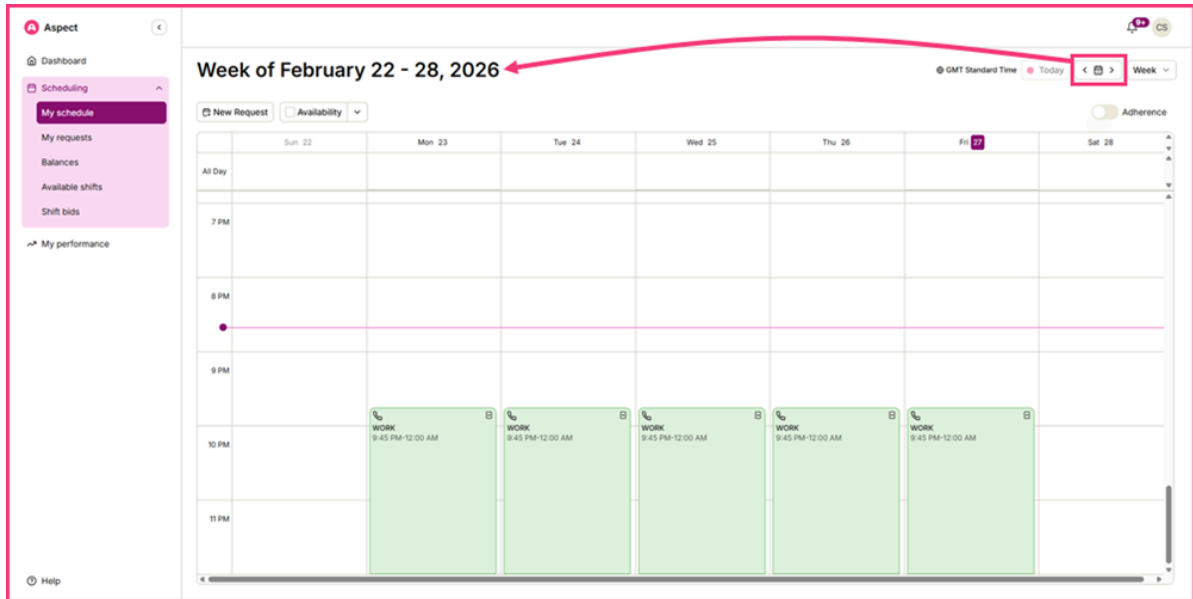 Aspect
9+
CS
Dashboard
Scheduling
My schedule
My requests
Balances
Available shifts
Shift bids
My performance
Help
Week of February 22 - 28, 2026
GMT Standard Time
Today
Week
New Request
Availability
Adherence
Sun 22
Mon 23
Tue 24
Wed 25
Thu 26
Fri 27
Sat 28
All Day
7 PM
8 PM
9 PM
10 PM
11 PM
WORK
9:45 PM-12:00 AM
WORK
9:45 PM-12:00 AM
WORK
9:45 PM-12:00 AM
WORK
9:45 PM-12:00 AM
WORK
9:45 PM-12:00 AM